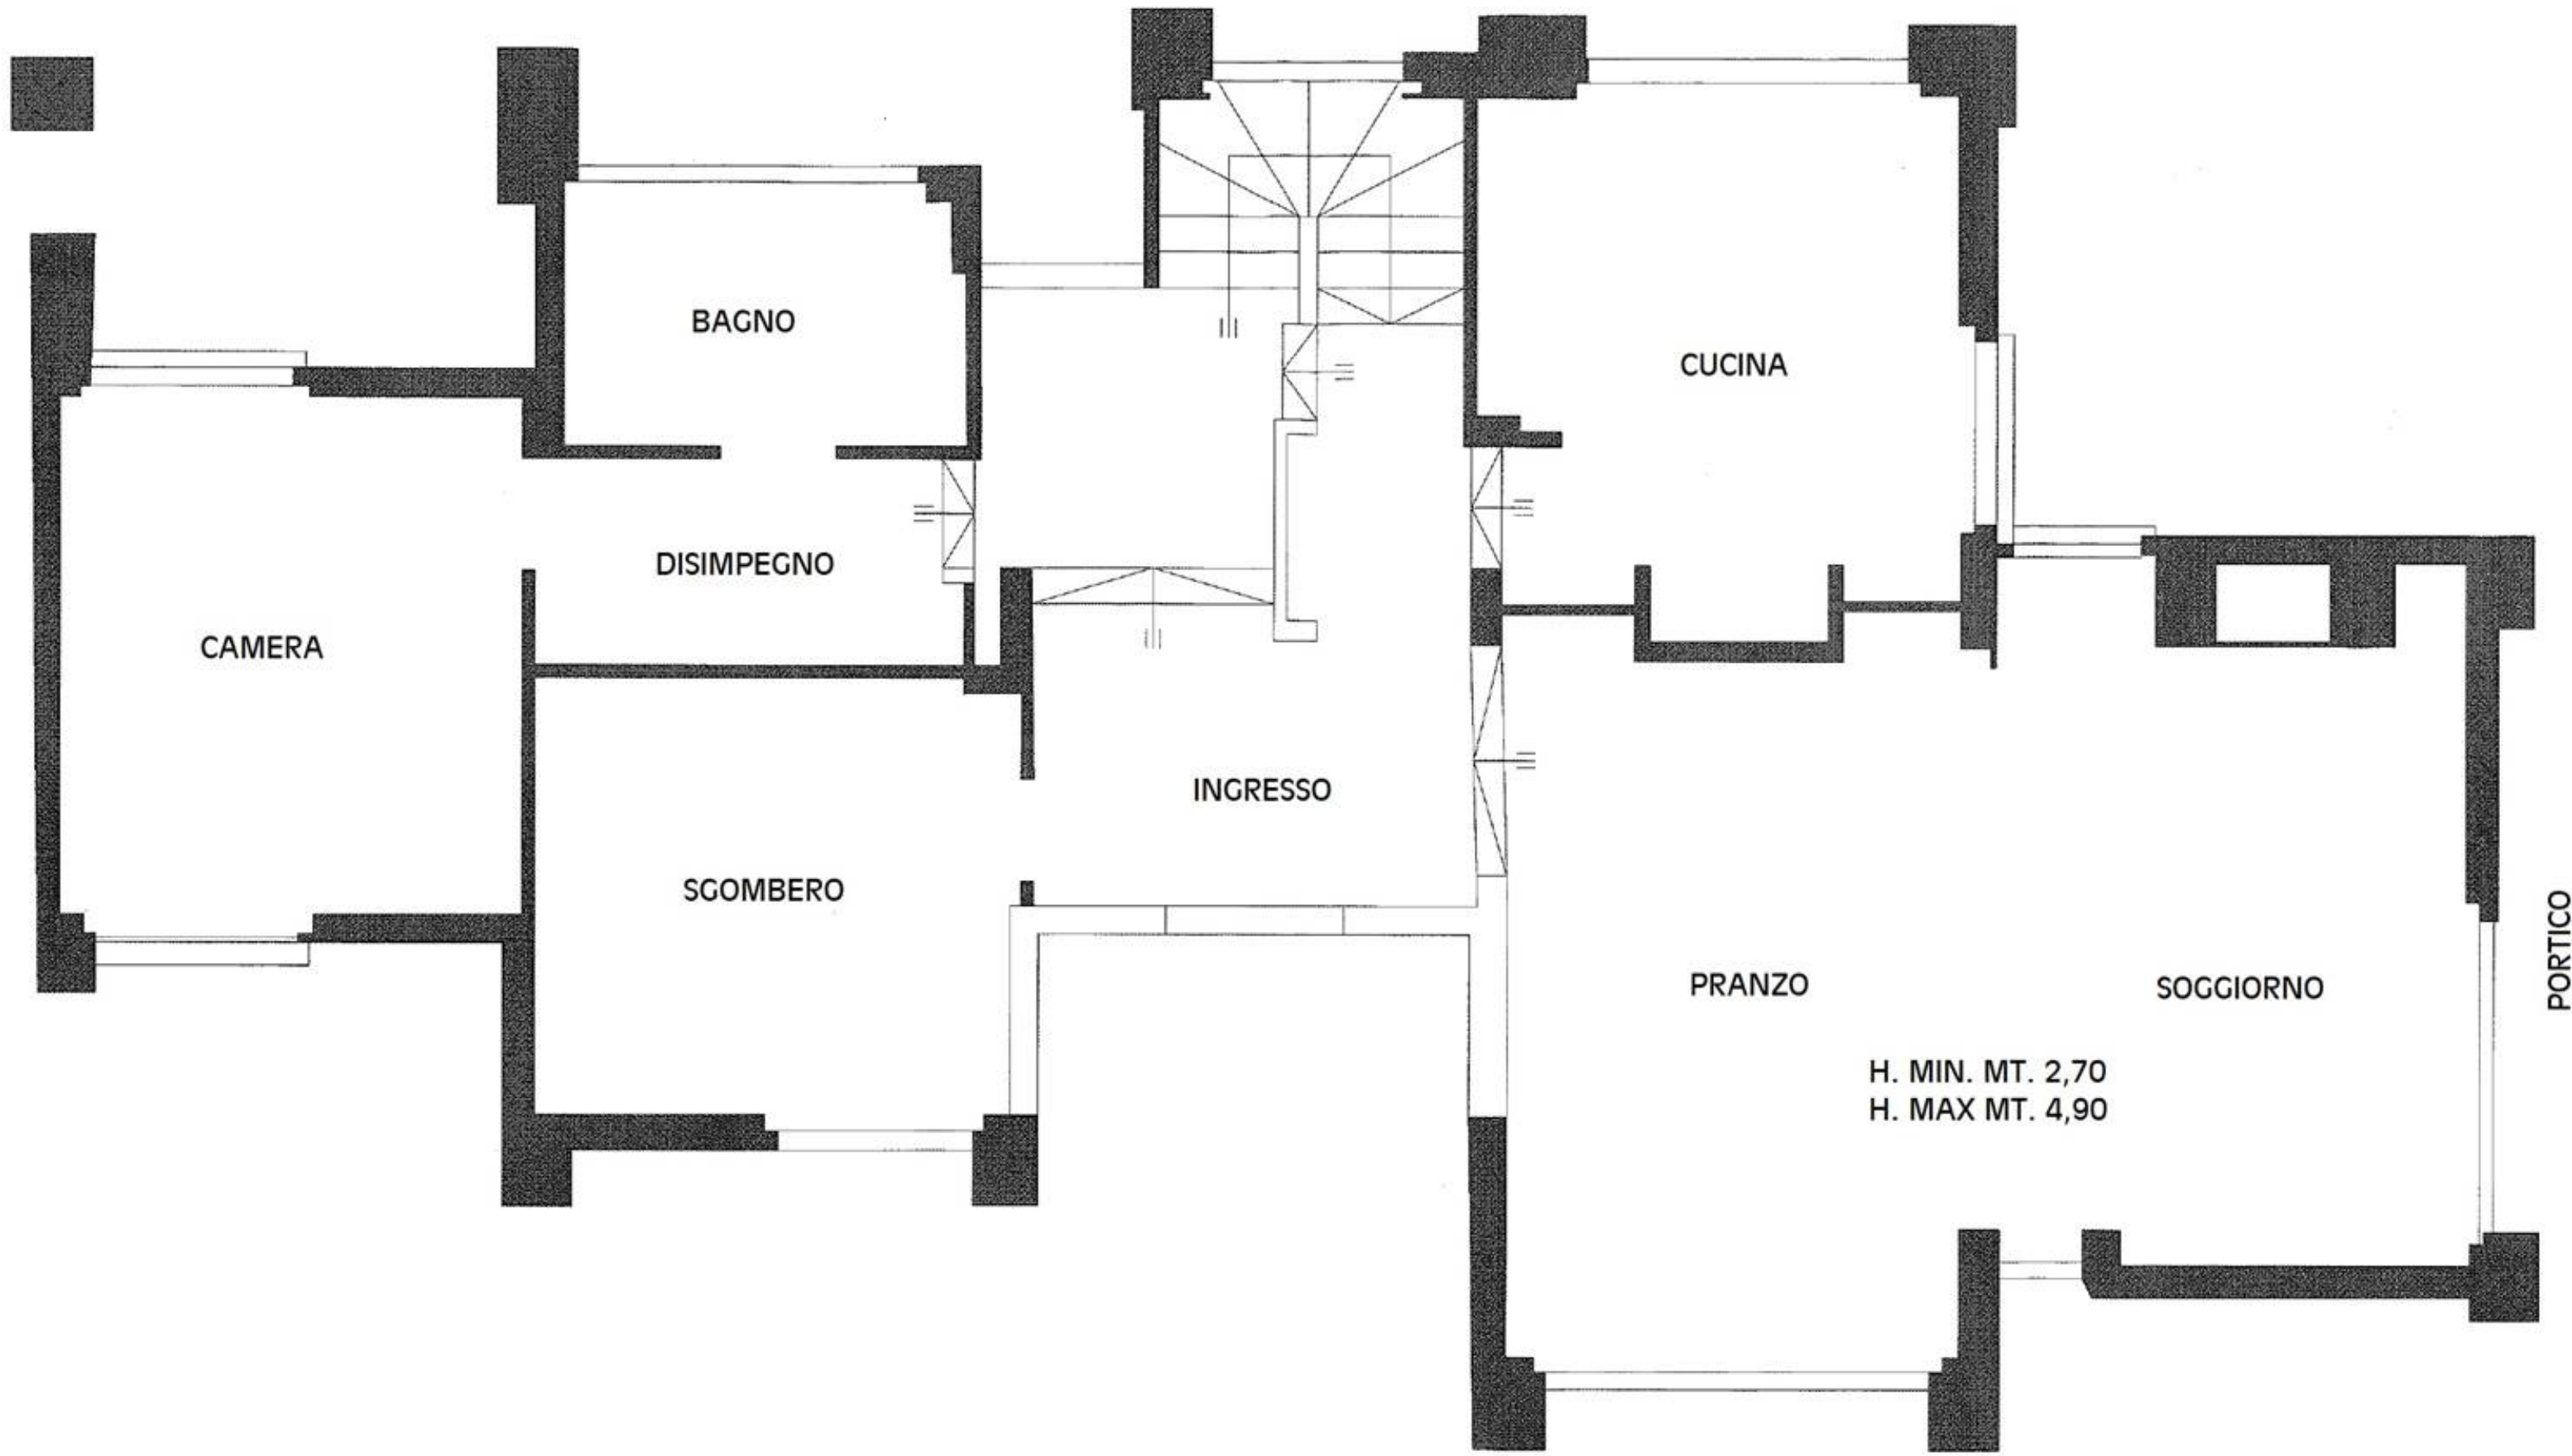 BAGNO
CUCINA
DISIMPEGNO
CAMERA
INGRESSO
SGOMBERO
PRANZO
SOGGIORNO
PORTICO
H. MIN. MT. 2,70
H. MAX MT. 4,90